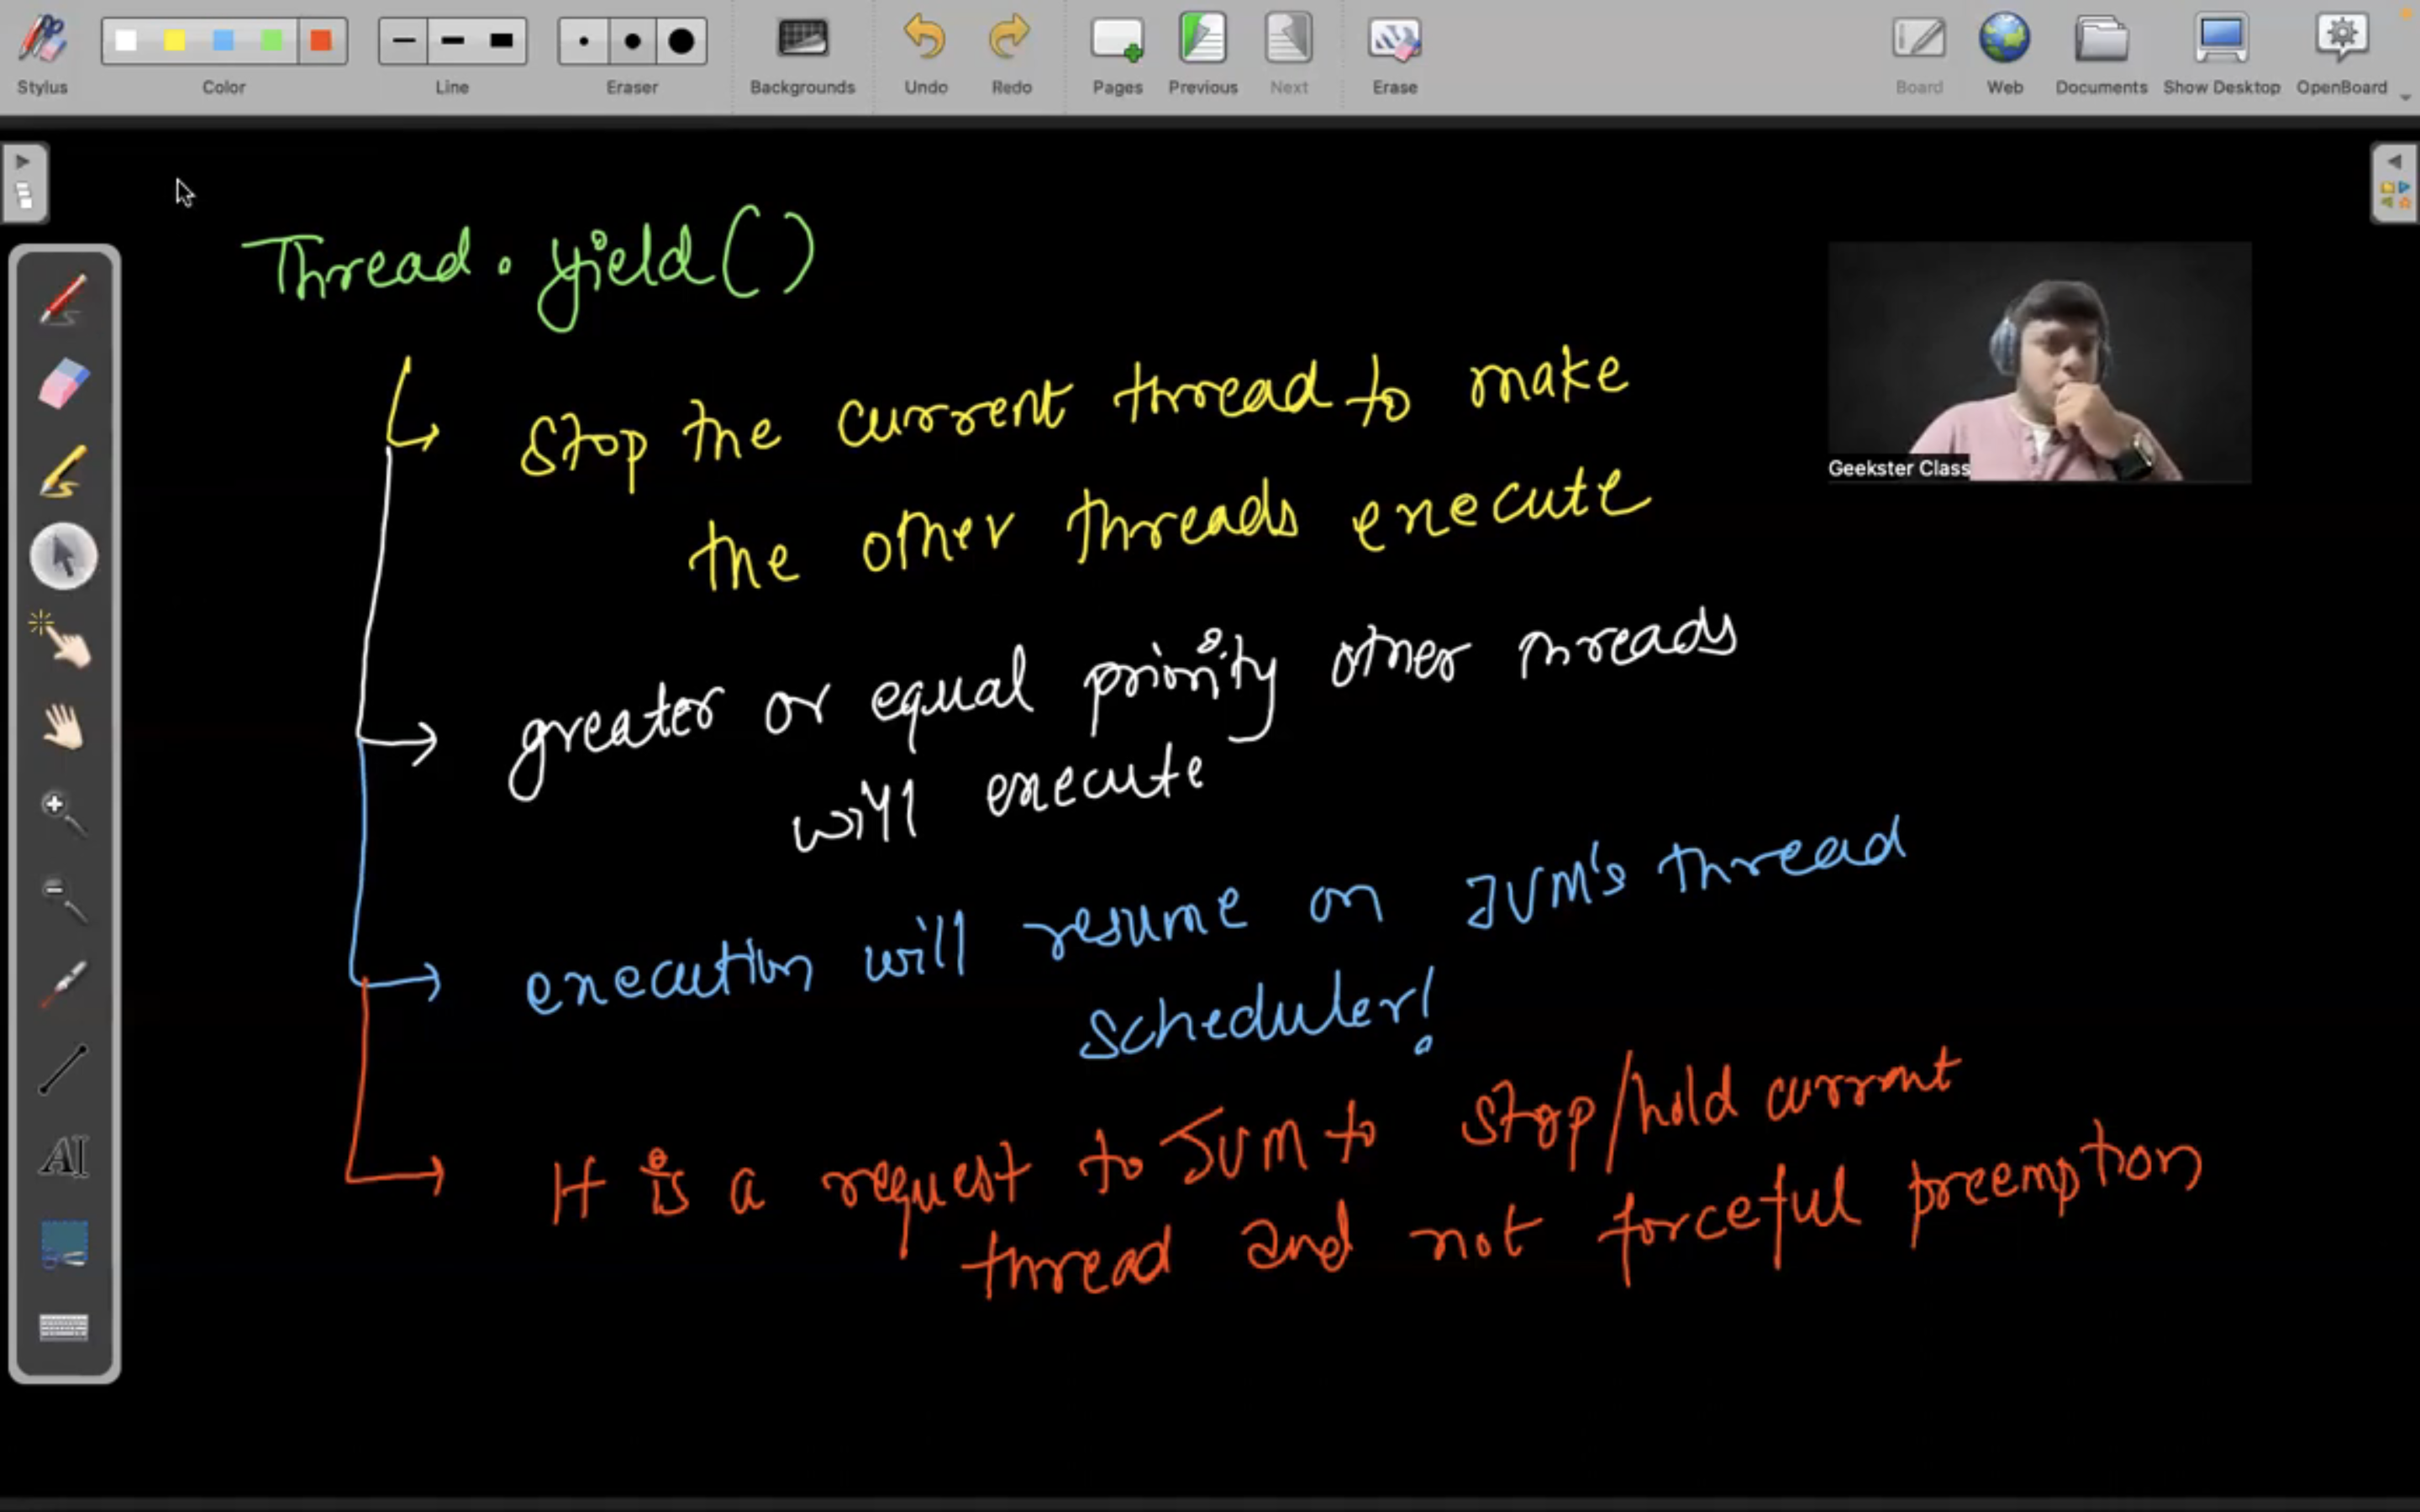 Stylus
Color
Line
Eraser
Backgrounds
Undo
Redo
Pages
Previous
Next
Erase
Board
Web
Documents
Show Desktop
OpenBoard
Thread.yield()
Geekster Class
stop the current thread to make
the other threads execute
greater or equal priority other threads
will execute
execution will resume on JVM's thread
scheduler!
It is a request to JVM to stop/hold current
thread and not forceful preemption
AI